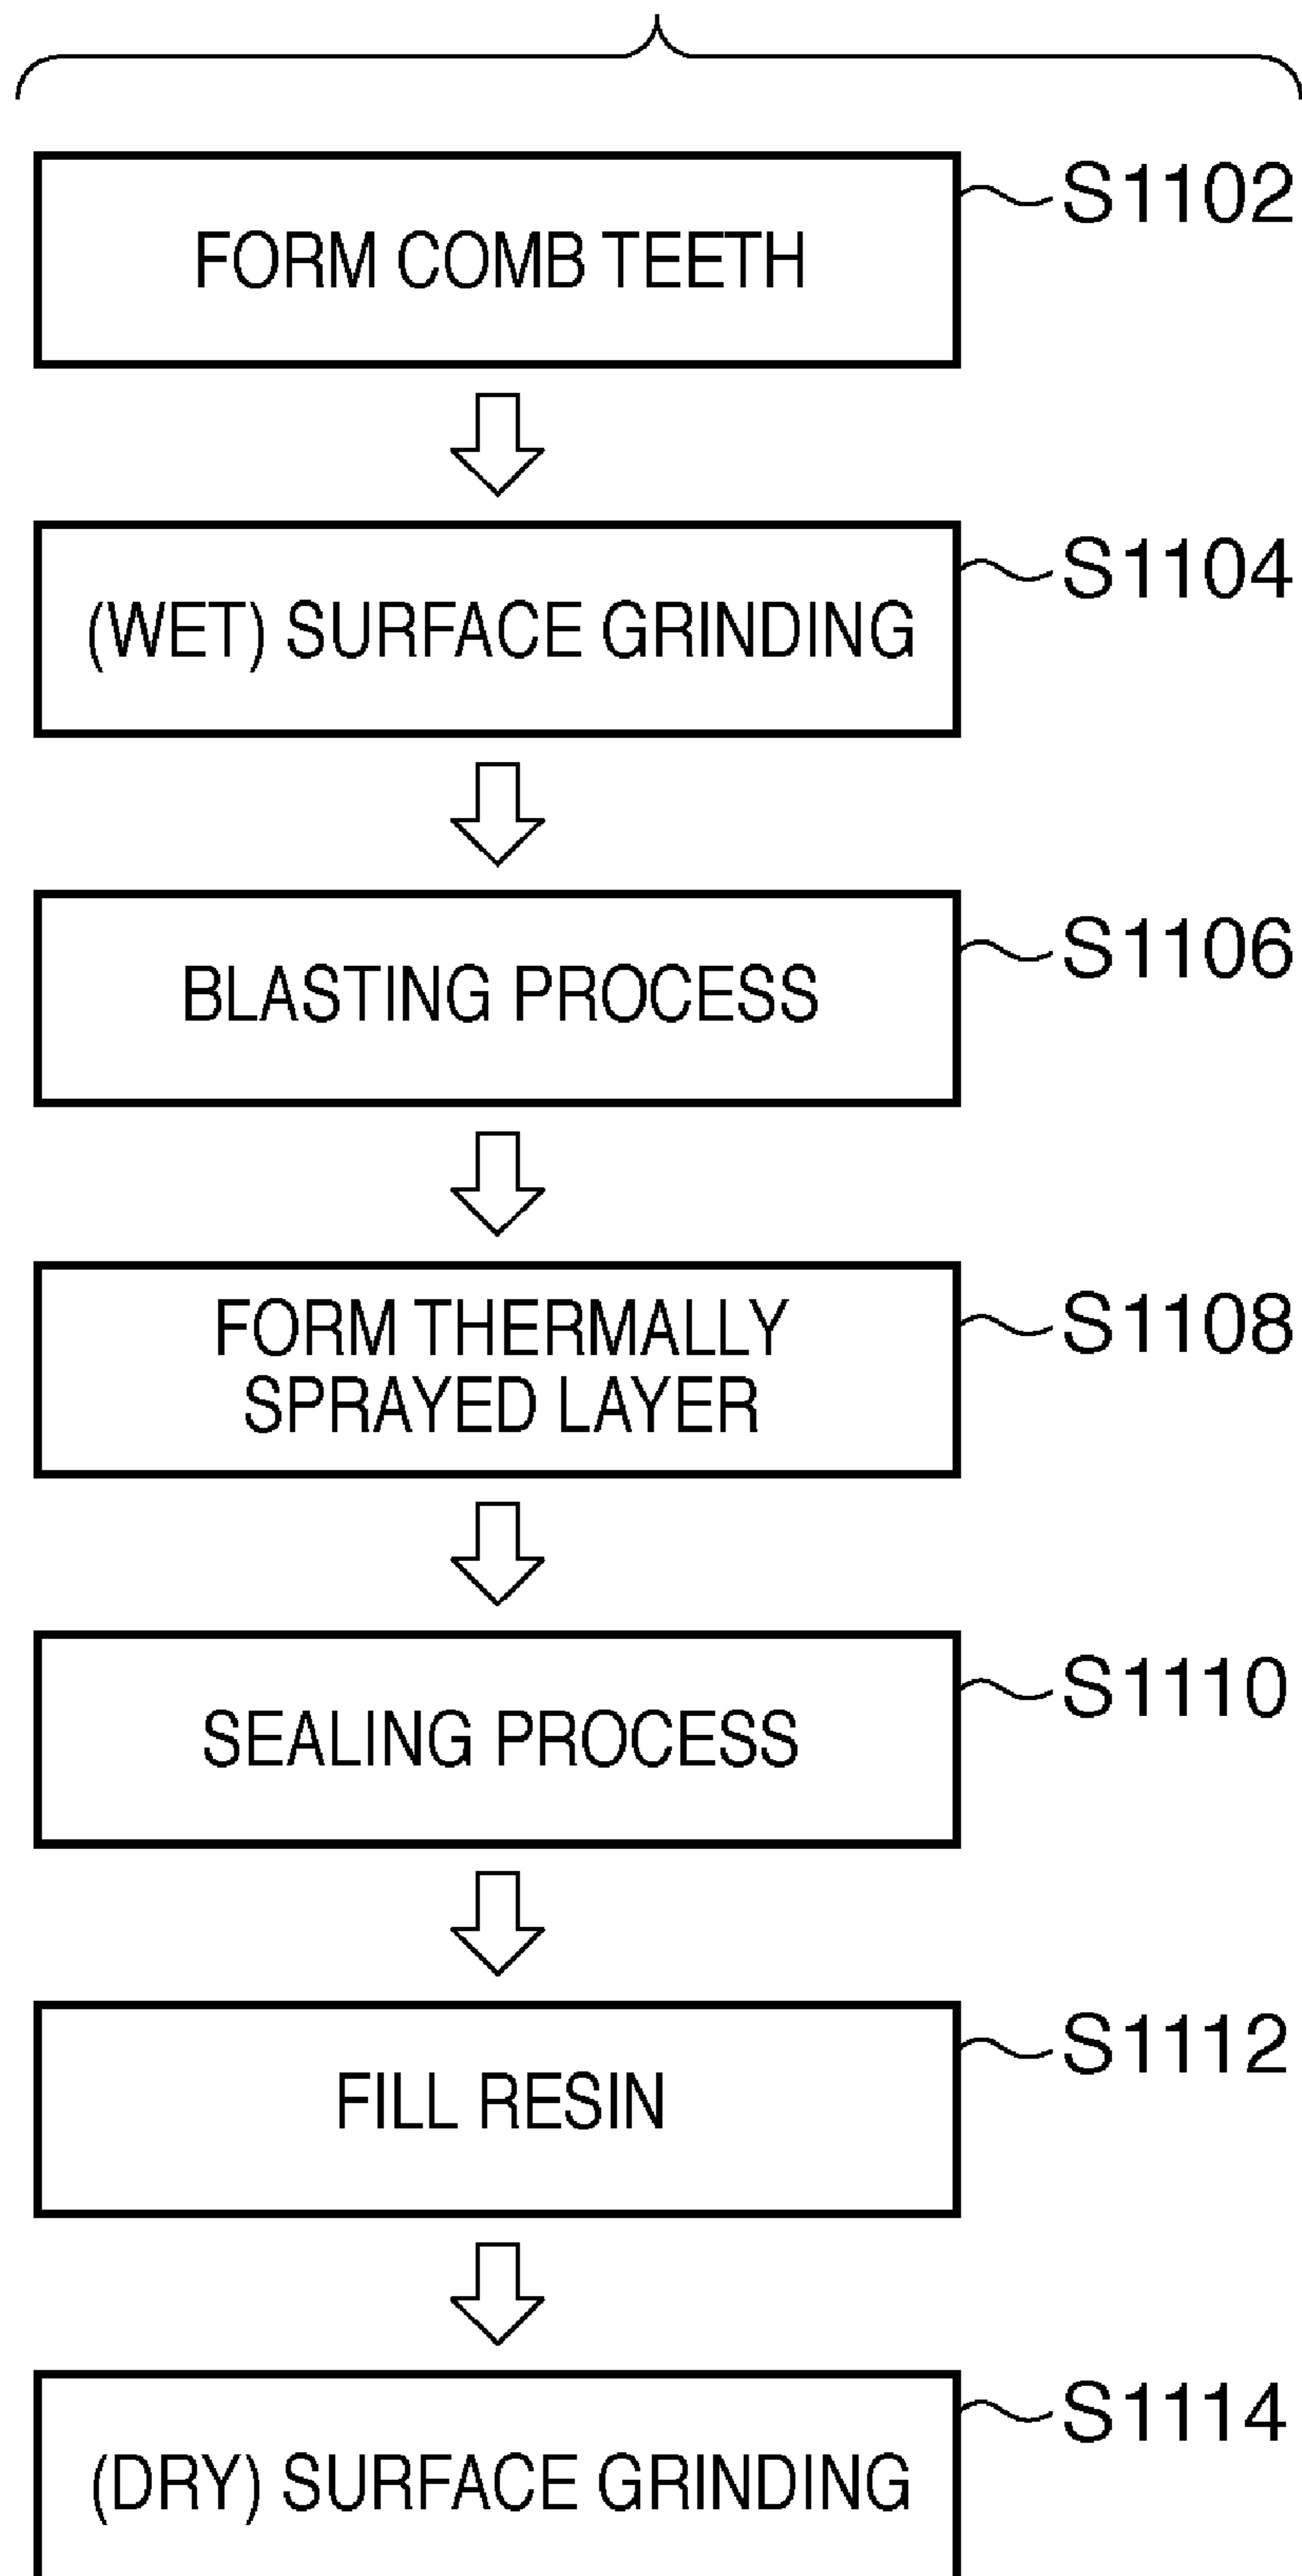 S1102
FORM COMB TEETH
S1104
(WET) SURFACE GRINDING
S1106
BLASTING PROCESS
S1108
FORM THERMALLY
SPRAYED LAYER
S1110
SEALING PROCESS
S1112
FILL RESIN
S1114
(DRY) SURFACE GRINDING